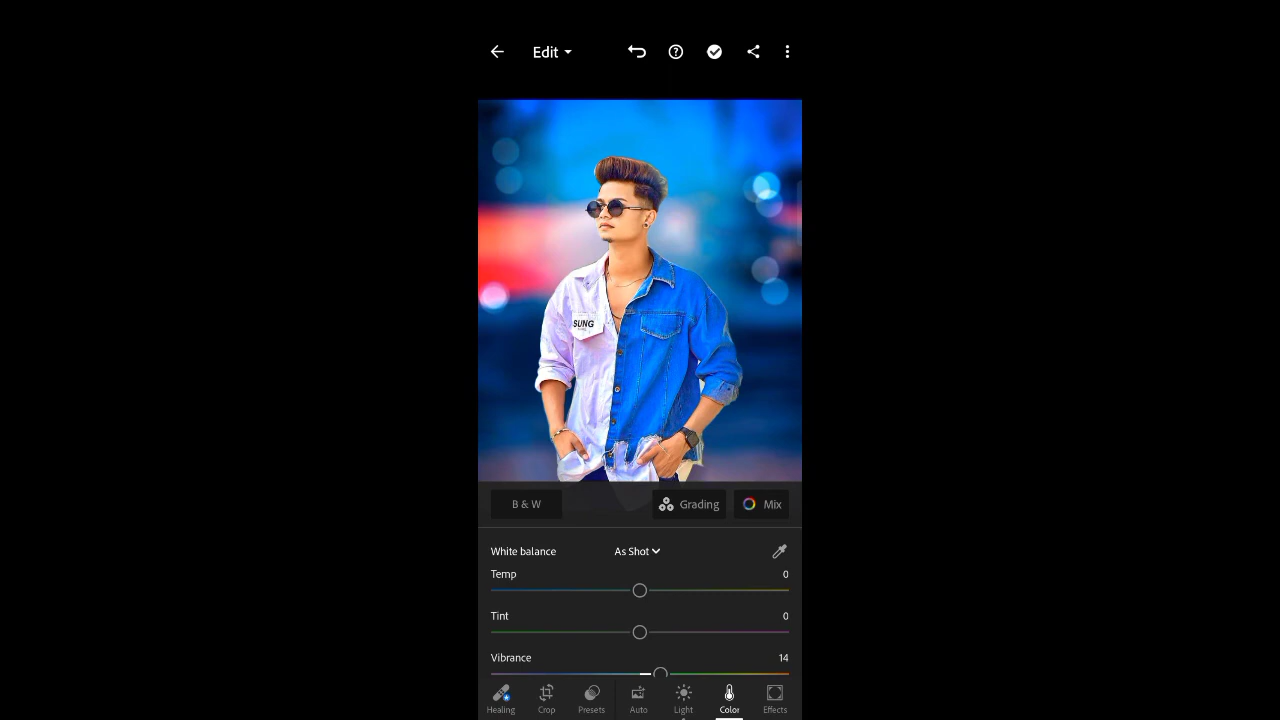 Edit
SUNG
B & W
Grading
Mix
White balance
As Shot
Temp
0
Tint
0
Vibrance
14
Healing
Crop
Presets
Auto
Light
Color
Effects